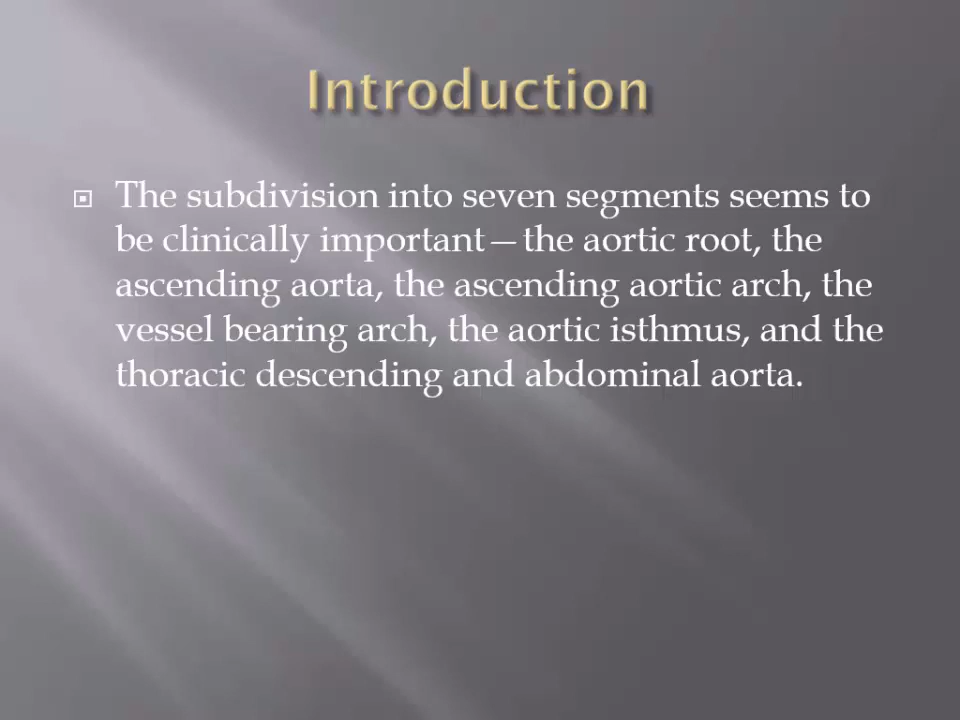 Introduction
The subdivision into seven segments seems to
be clinically important—the aortic root, the
ascending aorta, the ascending aortic arch, the
vessel bearing arch, the aortic isthmus, and the
thoracic descending and abdominal aorta.